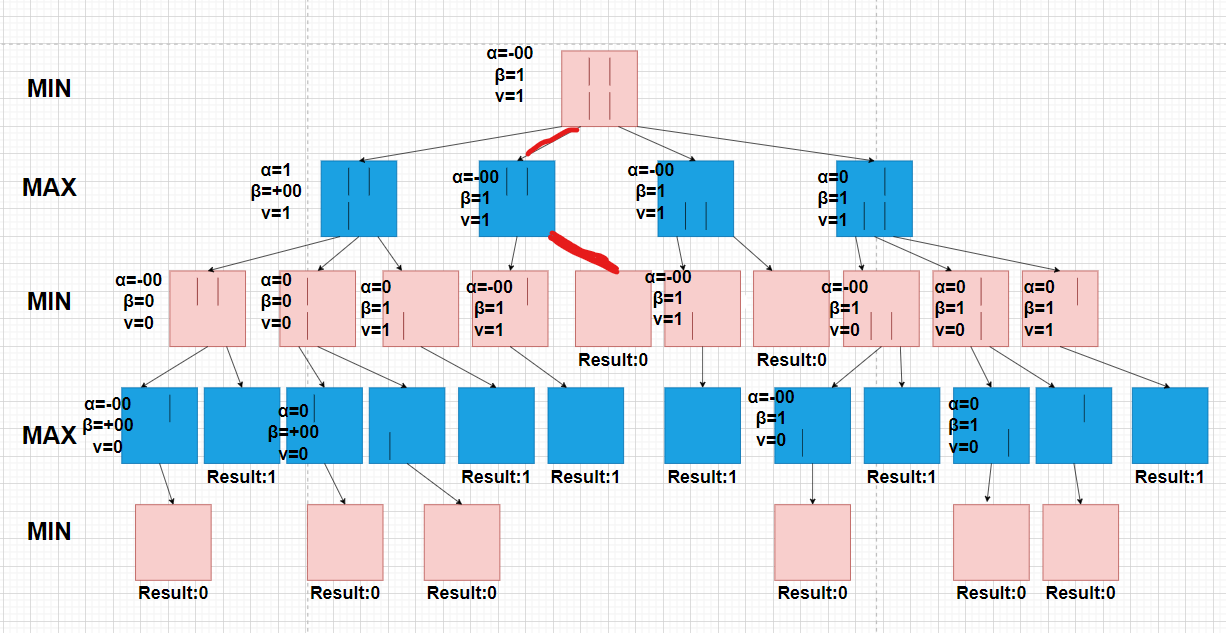 α=-00
β=1
v=1
MIN
α=1
β=+00
v=1
α=-00
β=1
v=1
α=-00
β=1
v=1
α=0
β=1
v=1
MAX
α=-00
β=0
v=0
α=0
β=0
v=0
α=0
β=1
v=1
α=-00
β=1
v=1
α=-00
β=1
v=1
α=-00
β=1
v=0
α=0
β=1
v=0
α=0
β=1
v=1
MIN
Result:0
Result:0
α=-00
β=+00
v=0
α=0
β=+00
v=0
α=-00
β=1
v=0
α=0
β=1
v=0
MAX
Result:1
Result:1
Result:1
Result:1
Result:1
Result:1
MIN
Result:0
Result:0
Result:0
Result:0
Result:0
Result:0